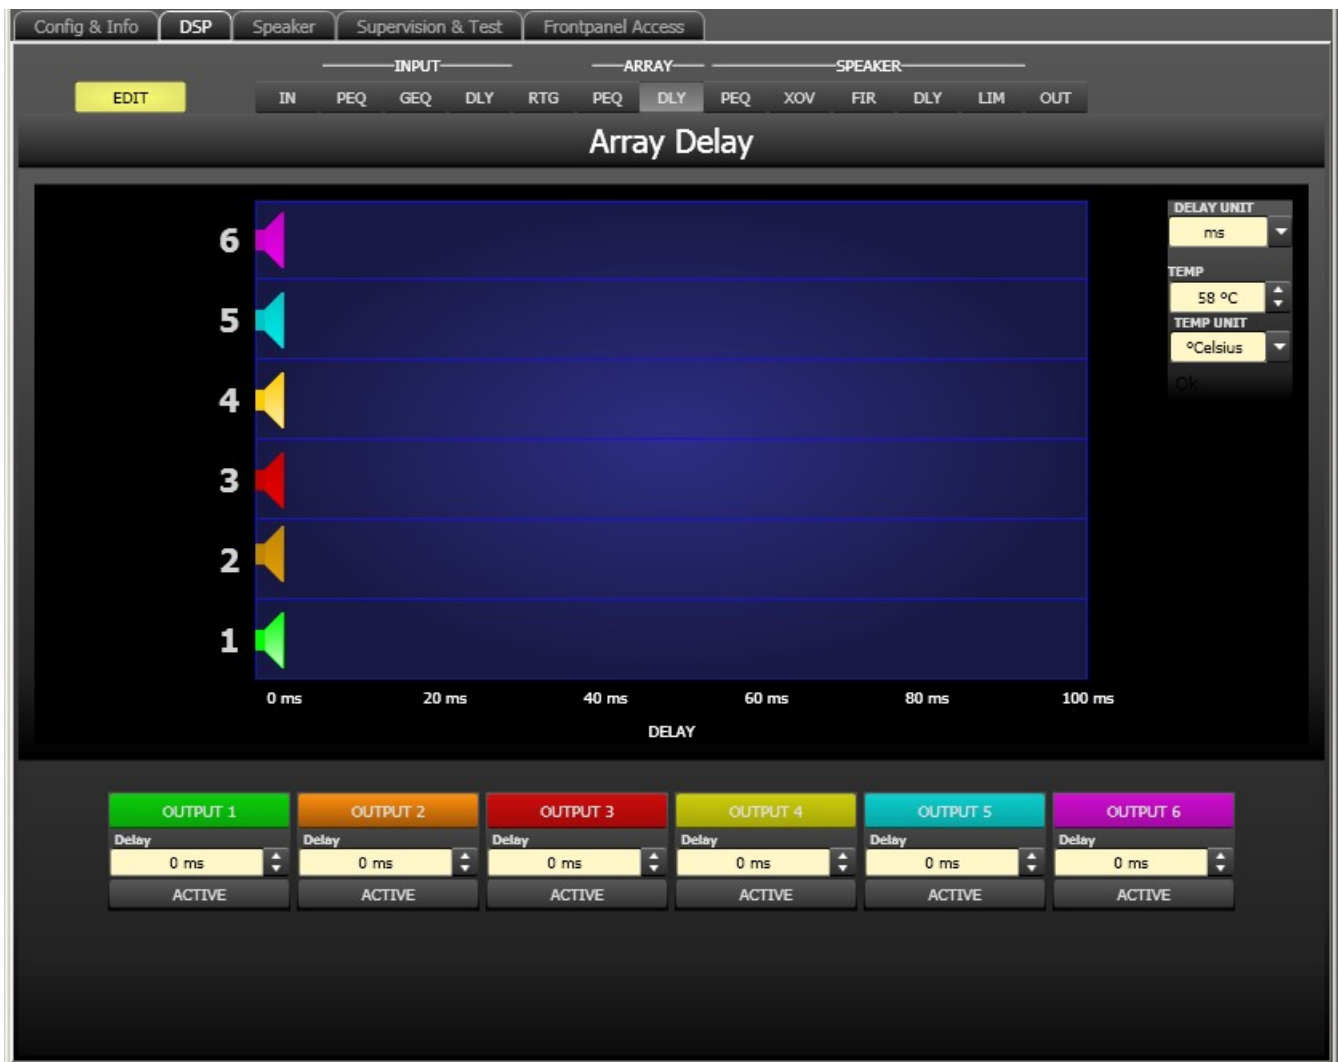 Config & Info DSP Speaker Supervision & Test Frontpanel Access
INPUT ARRAY SPEAKER
EDIT IN PEQ GEQ DLY RTG PEQ DLY PEQ XOV FIR DLY LIM OUT
Array Delay
DELAY UNIT
ms
TEMP
58 ºC
TEMP UNIT
ºCelsius
Ok
6
5
4
3
2
1
0 ms 20 ms 40 ms 60 ms 80 ms 100 ms
DELAY
OUTPUT 1 OUTPUT 2 OUTPUT 3 OUTPUT 4 OUTPUT 5 OUTPUT 6
Delay Delay Delay Delay Delay Delay
0 ms 0 ms 0 ms 0 ms 0 ms 0 ms
ACTIVE ACTIVE ACTIVE ACTIVE ACTIVE ACTIVE